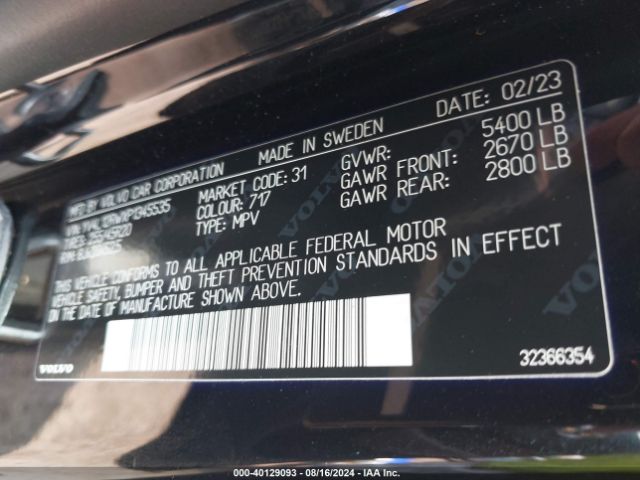 DATE: 02/23
MFD BY VOLVO CAR CORPORATION MADE IN SWEDEN
MARKET CODE: 31 GVWR: 5400 LB
COLOUR: 717 GAWR FRONT: 2670 LB
TYPE: MPV GAWR REAR: 2800 LB
THIS VEHICLE CONFORMS TO ALL APPLICABLE FEDERAL MOTOR
VEHICLE SAFETY, BUMPER AND THEFT PREVENTION STANDARDS IN EFFECT
ON THE DATE OF MANUFACTURE SHOWN ABOVE.
VOLVO 32366354
000-40129093 - 08/16/2024 - IAA Inc.